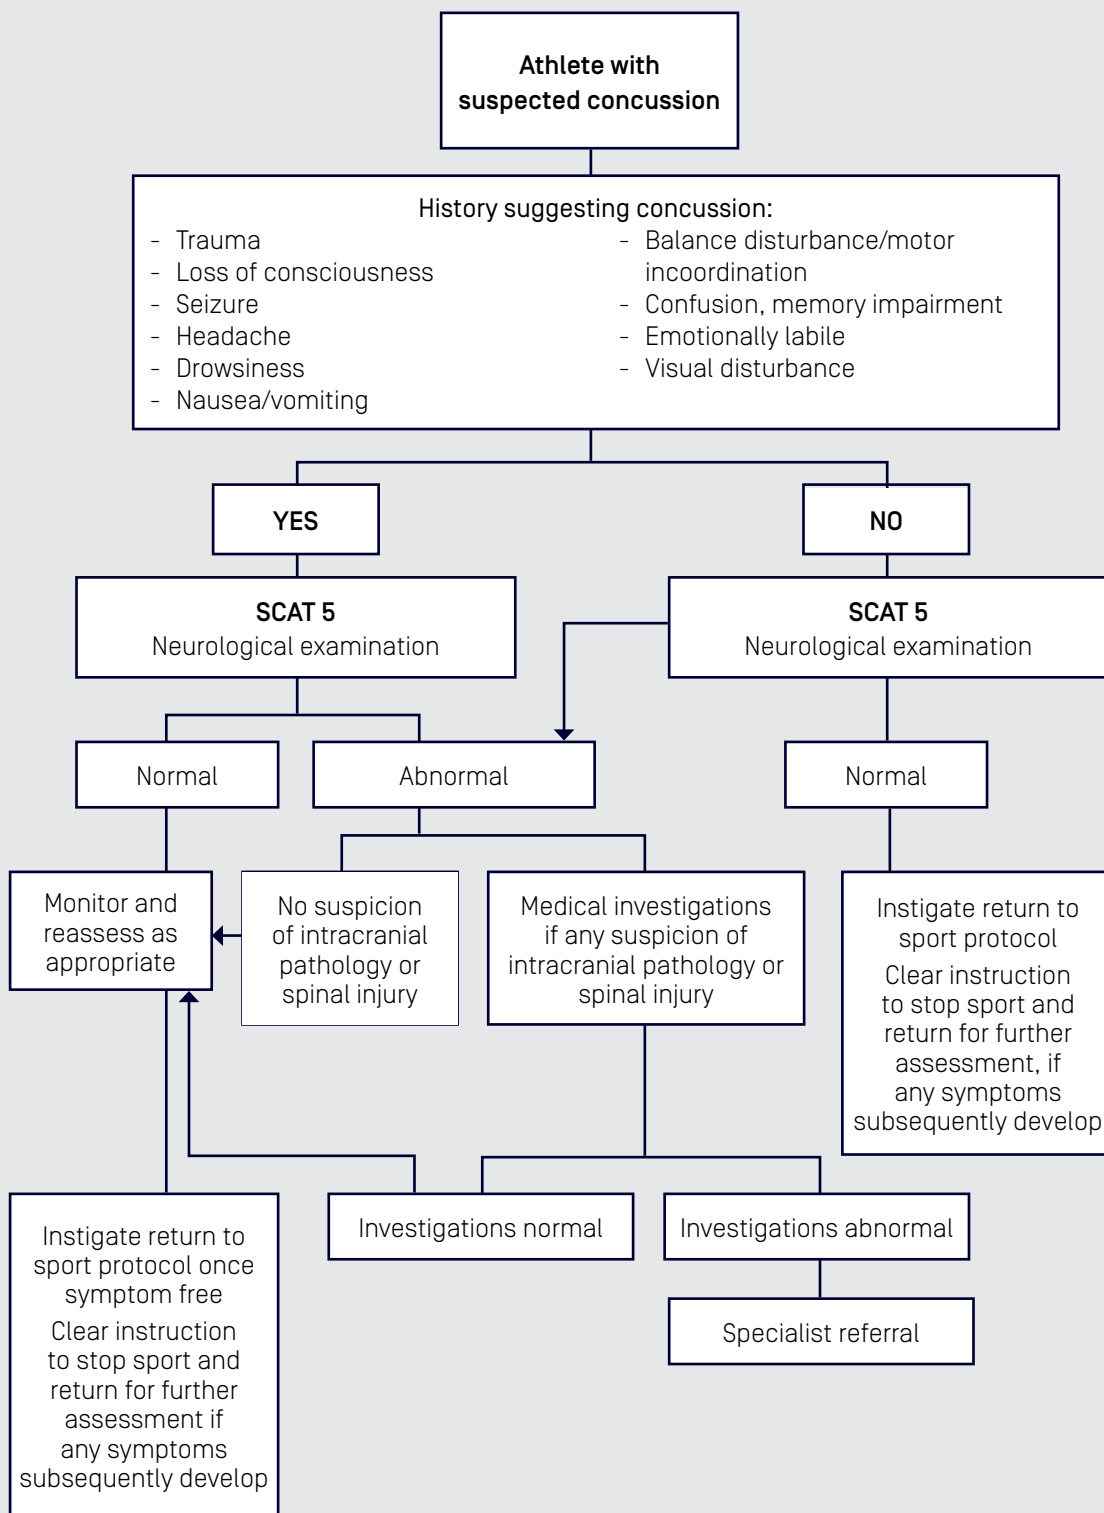 Athlete with
suspected concussion
History suggesting concussion:
- Trauma
- Loss of consciousness
- Seizure
- Headache
- Drowsiness
- Nausea/vomiting
- Balance disturbance/motor
incoordination
- Confusion, memory impairment
- Emotionally labile
- Visual disturbance
YES
NO
SCAT 5
Neurological examination
SCAT 5
Neurological examination
Normal
Abnormal
Normal
Monitor and
reassess as
appropriate
No suspicion
of intracranial
pathology or
spinal injury
Medical investigations
if any suspicion of
intracranial pathology or
spinal injury
Instigate return to
sport protocol
Clear instruction
to stop sport and
return for further
assessment, if
any symptoms
subsequently develop
Instigate return to
sport protocol once
symptom free
Clear instruction
to stop sport and
return for further
assessment if
any symptoms
subsequently develop
Investigations normal
Investigations abnormal
Specialist referral